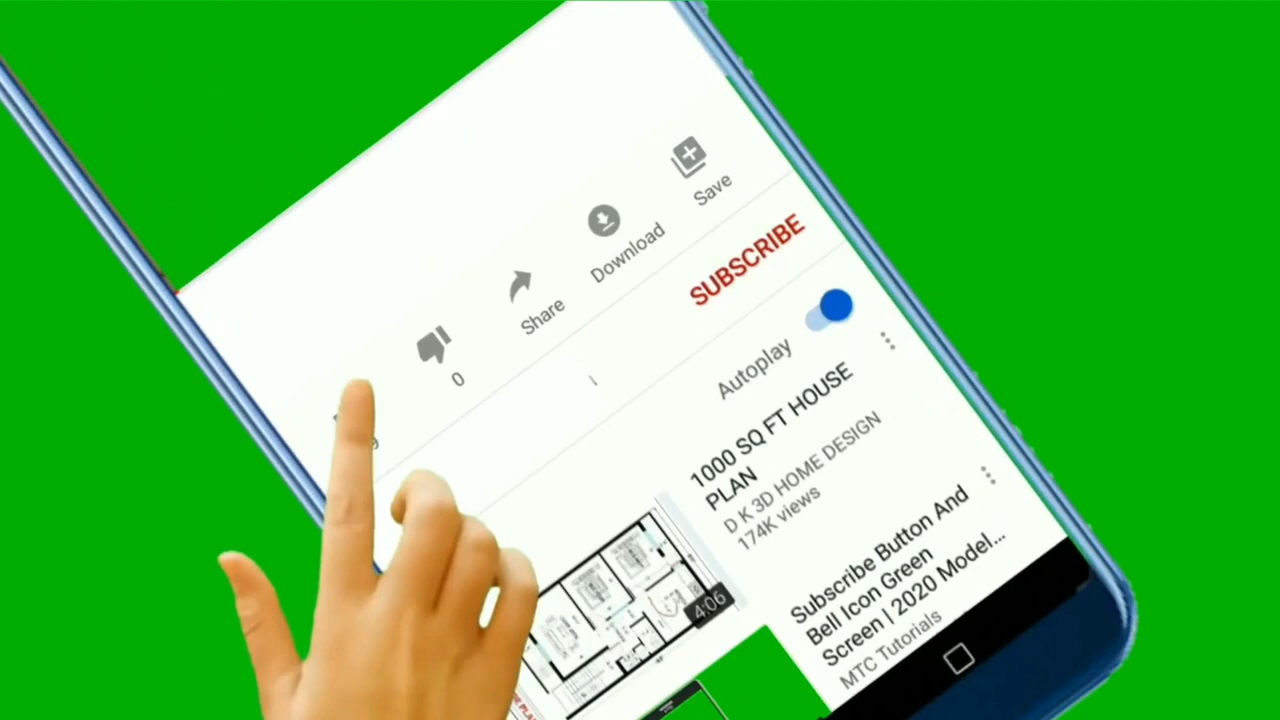 0
Share
Download
Save
SUBSCRIBE
Autoplay
1000 SQ FT HOUSE
PLAN
D K 3D HOME DESIGN
174K views
4:06
Subscribe Button And
Bell Icon Green
Screen | 2020 Model...
MTC Tutorials